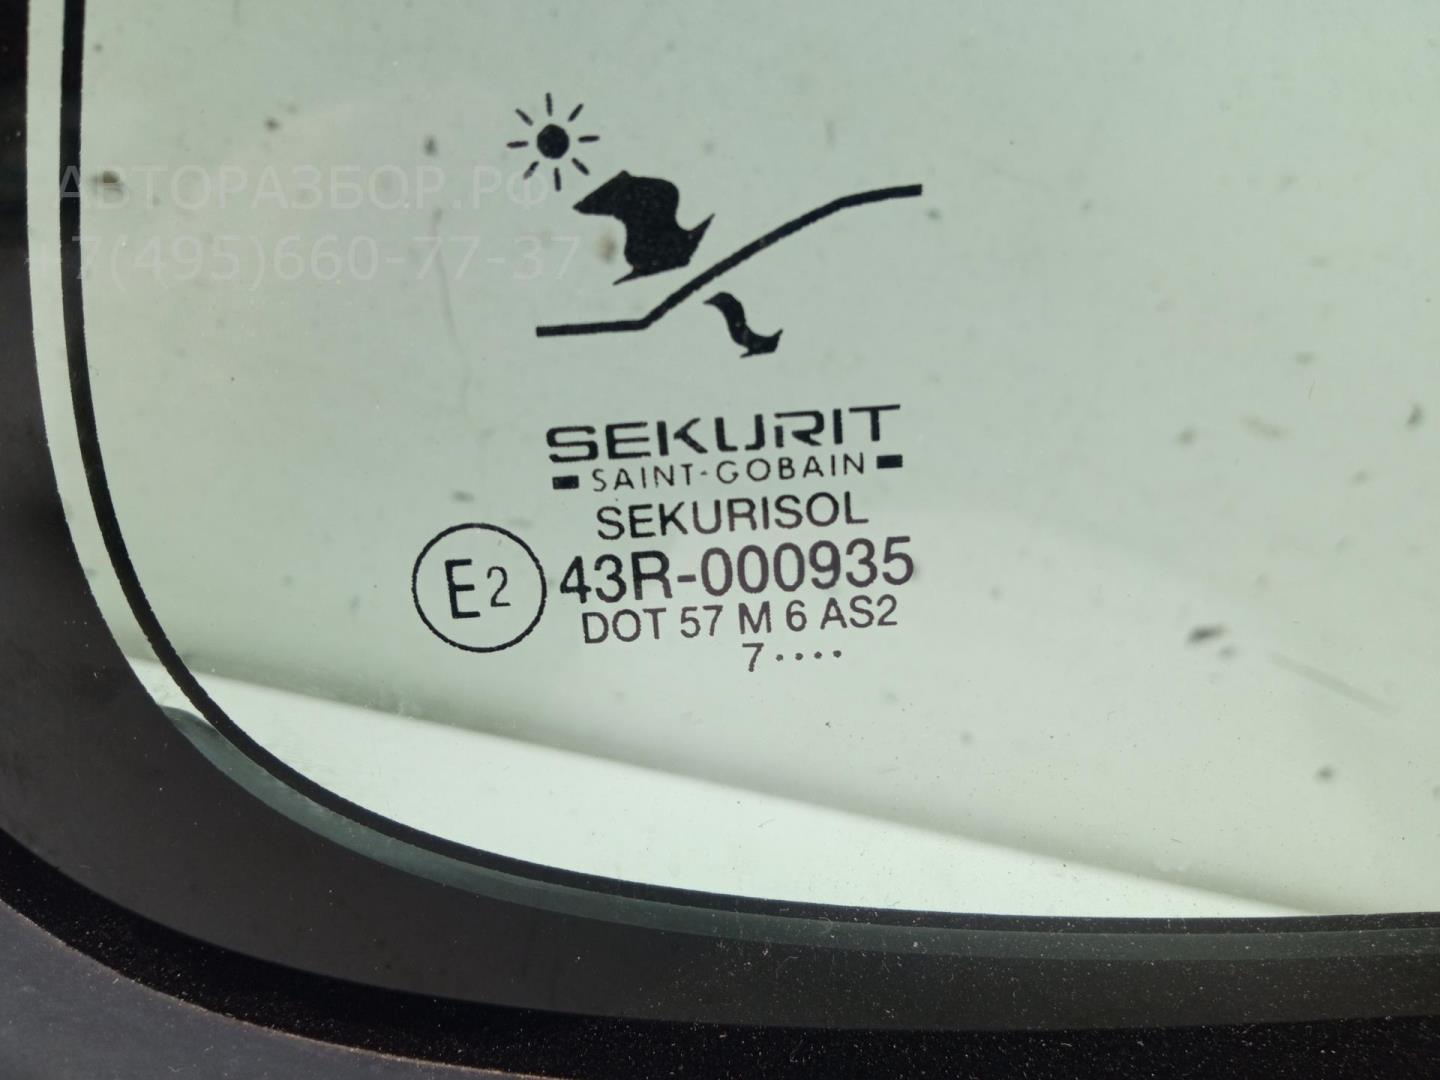 АВТОРАЗБОР.РФ
+7(495)660-77-37
SEKURIT
SAINT-GOBAIN
SEKURISOL
E2 43R-000935
DOT 57 M 6 AS2
7····